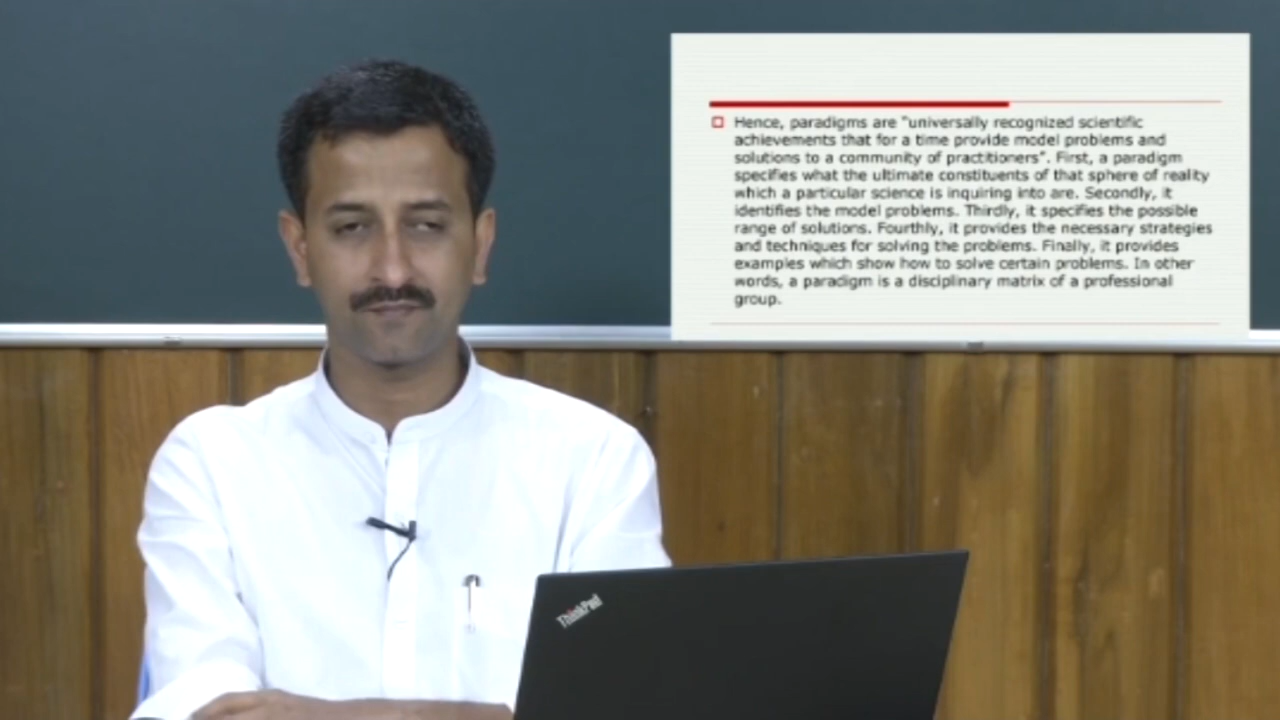 Hence, paradigms are "universally recognized scientific
achievements that for a time provide model problems and
solutions to a community of practitioners". First, a paradigm
specifies what the ultimate constituents of that sphere of reality
which a particular science is inquiring into are. Secondly, it
identifies the model problems. Thirdly, it specifies the possible
range of solutions. Fourthly, it provides the necessary strategies
and techniques for solving the problems. Finally, it provides
examples which show how to solve certain problems. In other
words, a paradigm is a disciplinary matrix of a professional
group.
ThinkPad